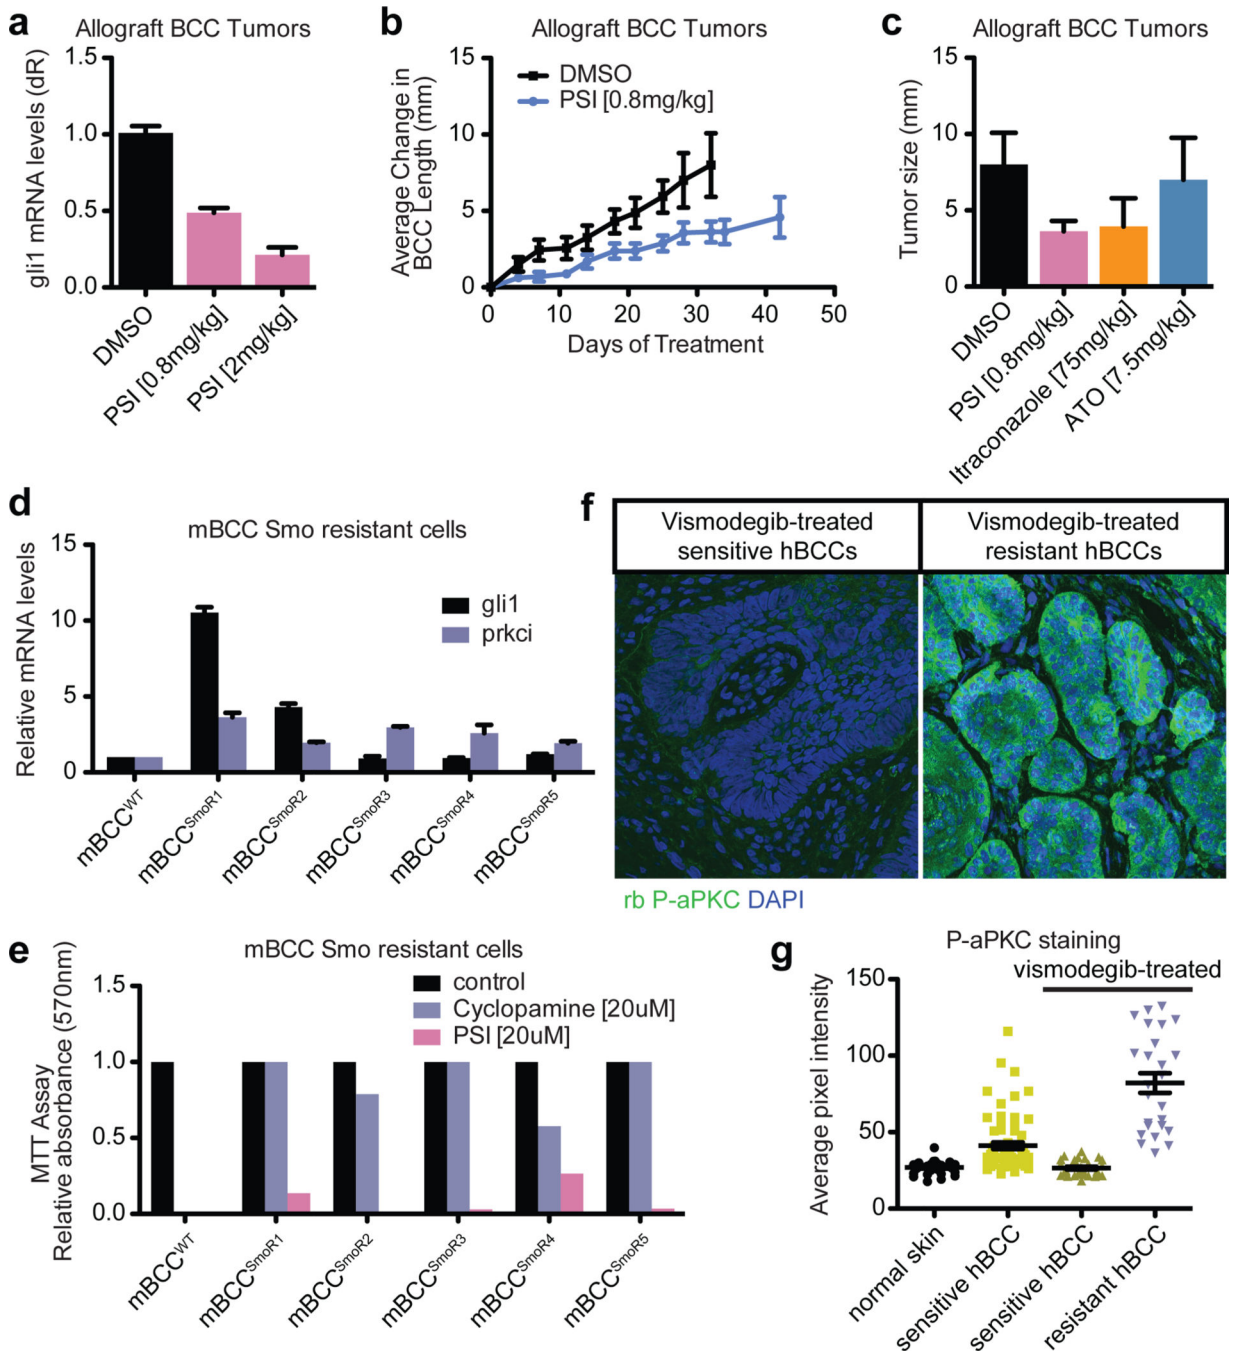 a
Allograft BCC Tumors
gli1 mRNA levels (dR)
1.5
1.0
0.5
0.0
DMSO
PSI [0.8mg/kg]
PSI [2mg/kg]
b
Allograft BCC Tumors
Average Change in
BCC Length (mm)
15
10
5
0
DMSO
PSI [0.8mg/kg]
0
10
20
30
40
50
Days of Treatment
c
Allograft BCC Tumors
Tumor size (mm)
15
10
5
0
DMSO
PSI [0.8mg/kg]
Itraconazole [75mg/kg]
ATO [7.5mg/kg]
d
mBCC Smo resistant cells
Relative mRNA levels
15
10
5
0
gli1
prkci
mBCCWT
mBCCSmoR1
mBCCSmoR2
mBCCSmoR3
mBCCSmoR4
mBCCSmoR5
f
Vismodegib-treated
sensitive hBCCs
Vismodegib-treated
resistant hBCCs
rb P-aPKC DAPI
e
mBCC Smo resistant cells
MTT Assay
Relative absorbance (570nm)
1.5
1.0
0.5
0.0
control
Cyclopamine [20uM]
PSI [20uM]
mBCCWT
mBCCSmoR1
mBCCSmoR2
mBCCSmoR3
mBCCSmoR4
mBCCSmoR5
g
P-aPKC staining
vismodegib-treated
Average pixel intensity
150
100
50
0
normal skin
sensitive hBCC
sensitive hBCC
resistant hBCC